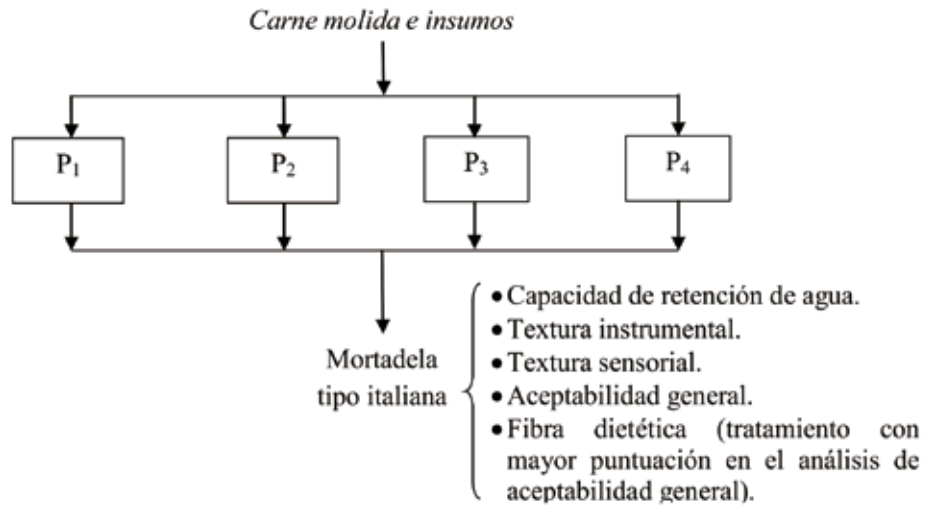 Carne molida e insumos
P₁
P₂
P₃
P₄
Mortadela
tipo italiana
•Capacidad de retención de agua.
•Textura instrumental.
•Textura sensorial.
•Aceptabilidad general.
•Fibra dietética (tratamiento con
mayor puntuación en el análisis de
aceptabilidad general).